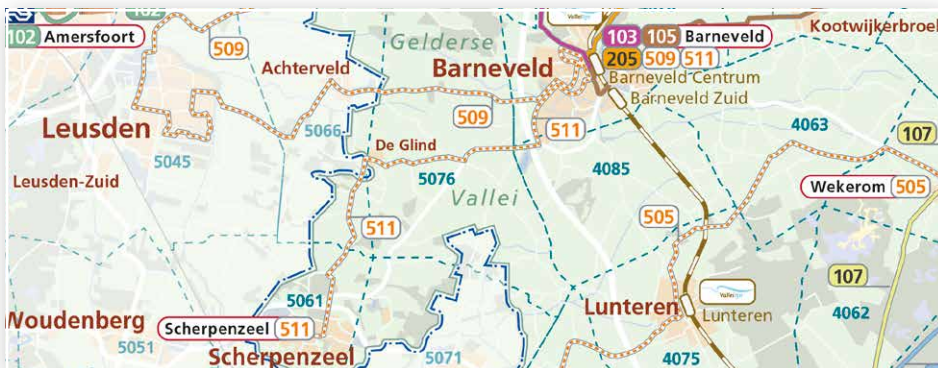 102
102 Amersfoort
509
Achterveld
Gelderse
Barneveld
103 105 Barneveld
205 509 511
Barneveld Centrum
Barneveld Zuid
Kootwijkerbroek
Leusden
5045
5066
509
511
4063
107
De Glind
5076
4085
Leusden-Zuid
Vallei
Wekerom 505
511
505
107
5061
Lunteren
Lunteren
4062
Woudenberg
Scherpenzeel 511
5051
Scherpenzeel
5071
4075